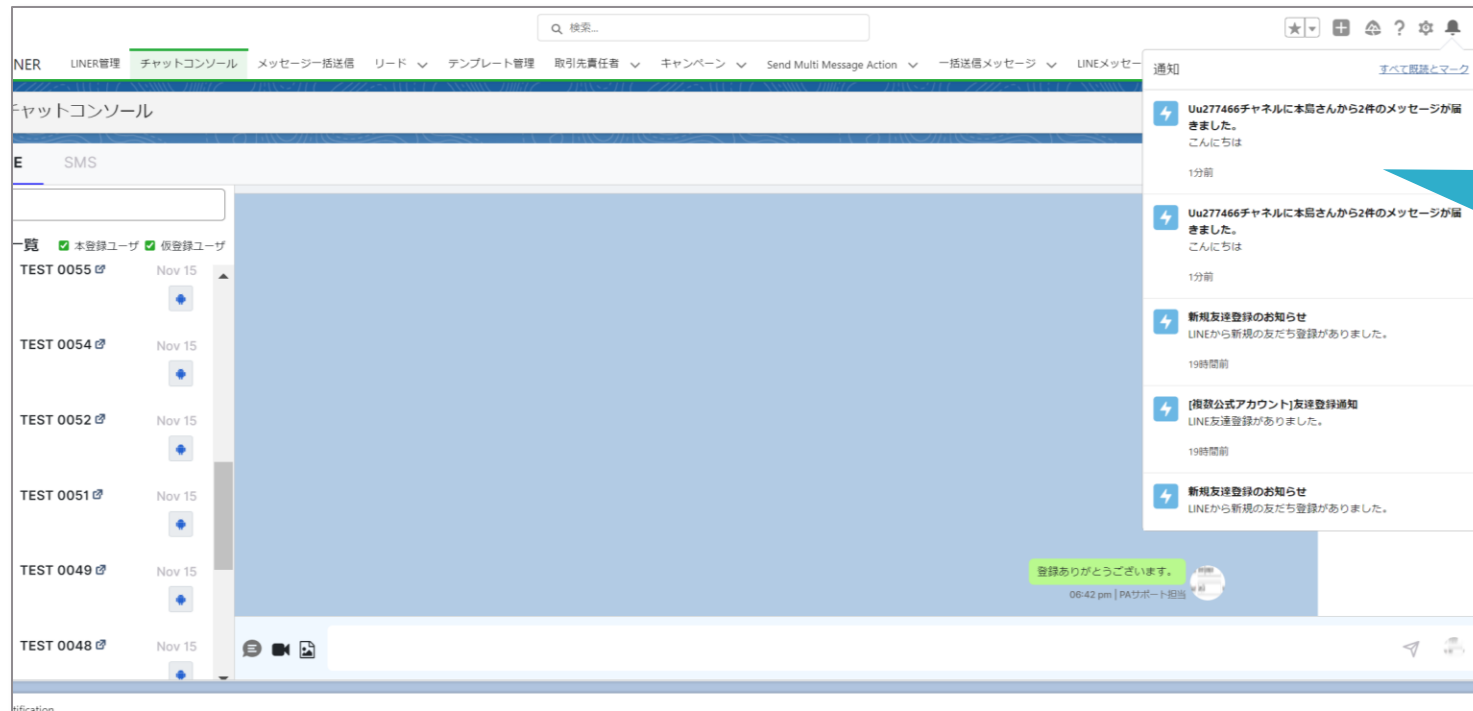 検索...
NER LINER管理 チャットコンソール メッセージ一括送信 リード テンプレート管理 取引先責任者 キャンペーン Send Multi Message Action 一括送信メッセージ LINEメッセー
チャットコンソール
E SMS
一覧 本登録ユーザ 仮登録ユーザ
TEST 0055 Nov 15
TEST 0054 Nov 15
TEST 0052 Nov 15
TEST 0051 Nov 15
TEST 0049 Nov 15
TEST 0048 Nov 15
登録ありがとうございます。
06:42 pm | PAサポート担当
通知 すべて既読とマーク
Uu277466チャネルに本島さんから2件のメッセージが届
きました。
こんにちは
1分前
Uu277466チャネルに本島さんから2件のメッセージが届
きました。
こんにちは
1分前
新規友達登録のお知らせ
LINEから新規の友だち登録がありました。
19時間前
[複数公式アカウント]友達登録通知
LINE友達登録がありました。
19時間前
新規友達登録のお知らせ
LINEから新規の友だち登録がありました。
tification